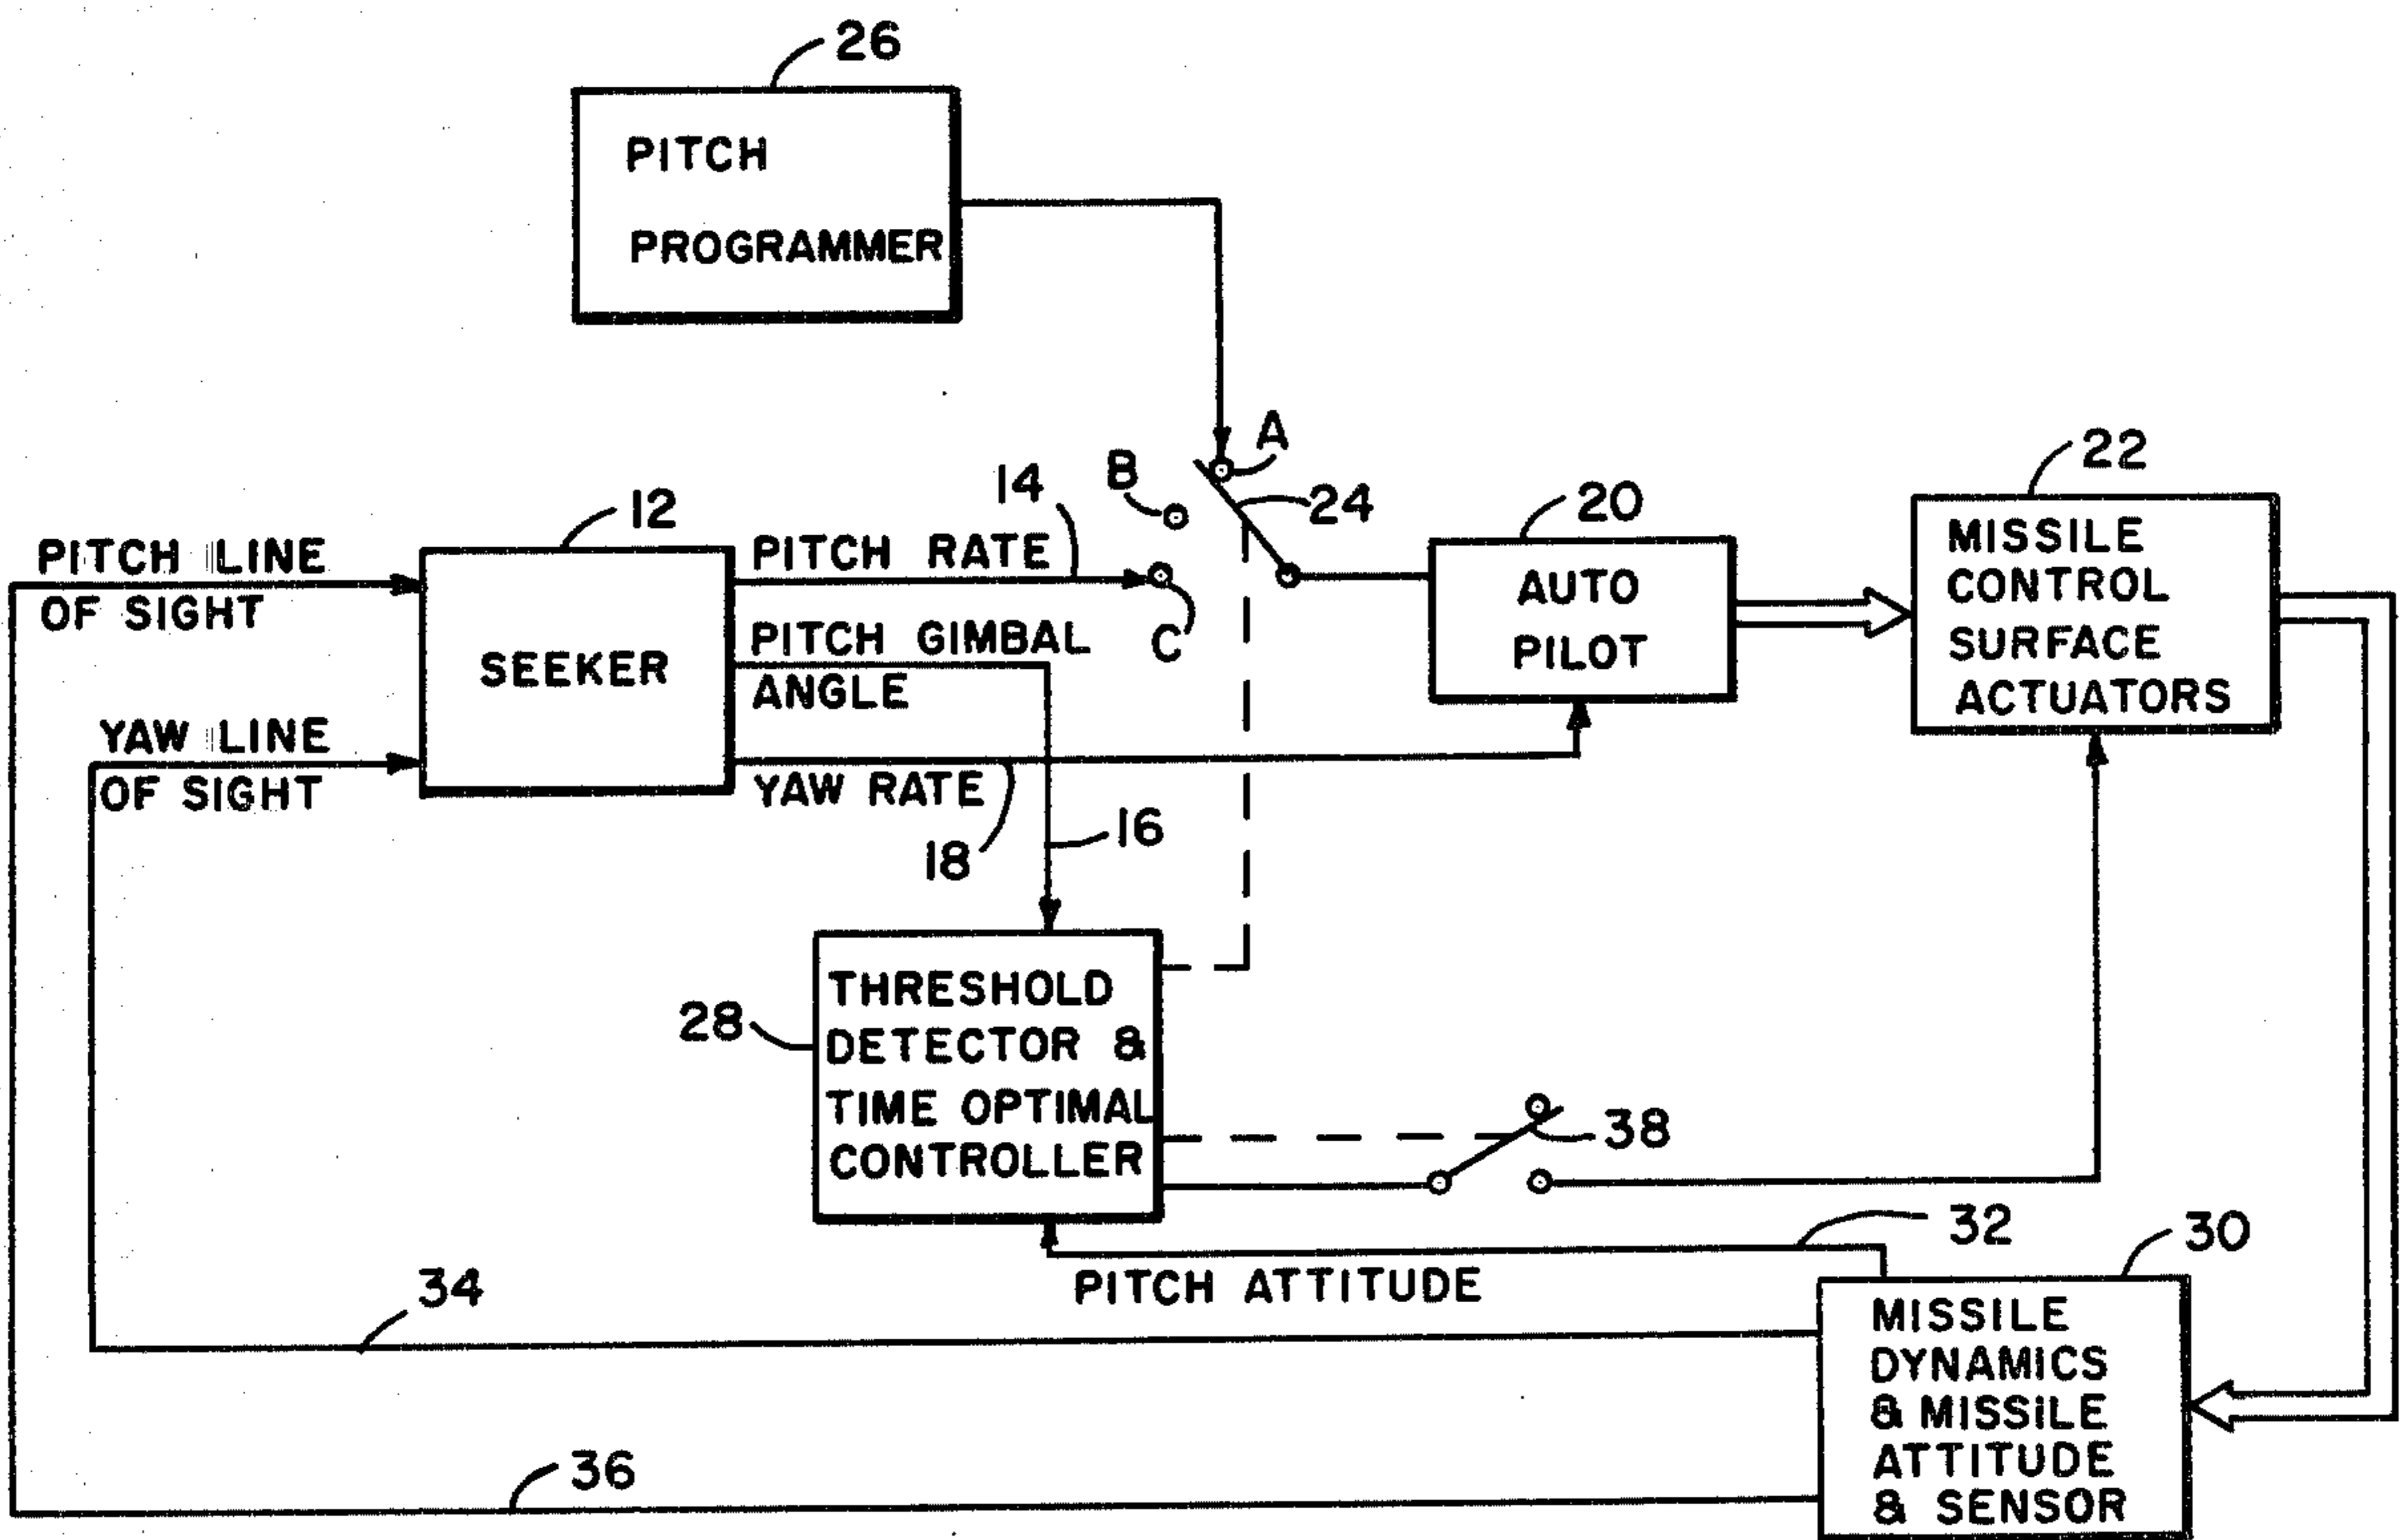 26
PITCH
PROGRAMMER
A
B
24
14
C
12
PITCH LINE
OF SIGHT
YAW LINE
OF SIGHT
SEEKER
PITCH RATE
PITCH GIMBAL
ANGLE
YAW RATE
18
16
20
AUTO
PILOT
22
MISSILE
CONTROL
SURFACE
ACTUATORS
28
THRESHOLD
DETECTOR &
TIME OPTIMAL
CONTROLLER
38
32
PITCH ATTITUDE
30
MISSILE
DYNAMICS
& MISSILE
ATTITUDE
& SENSOR
34
36